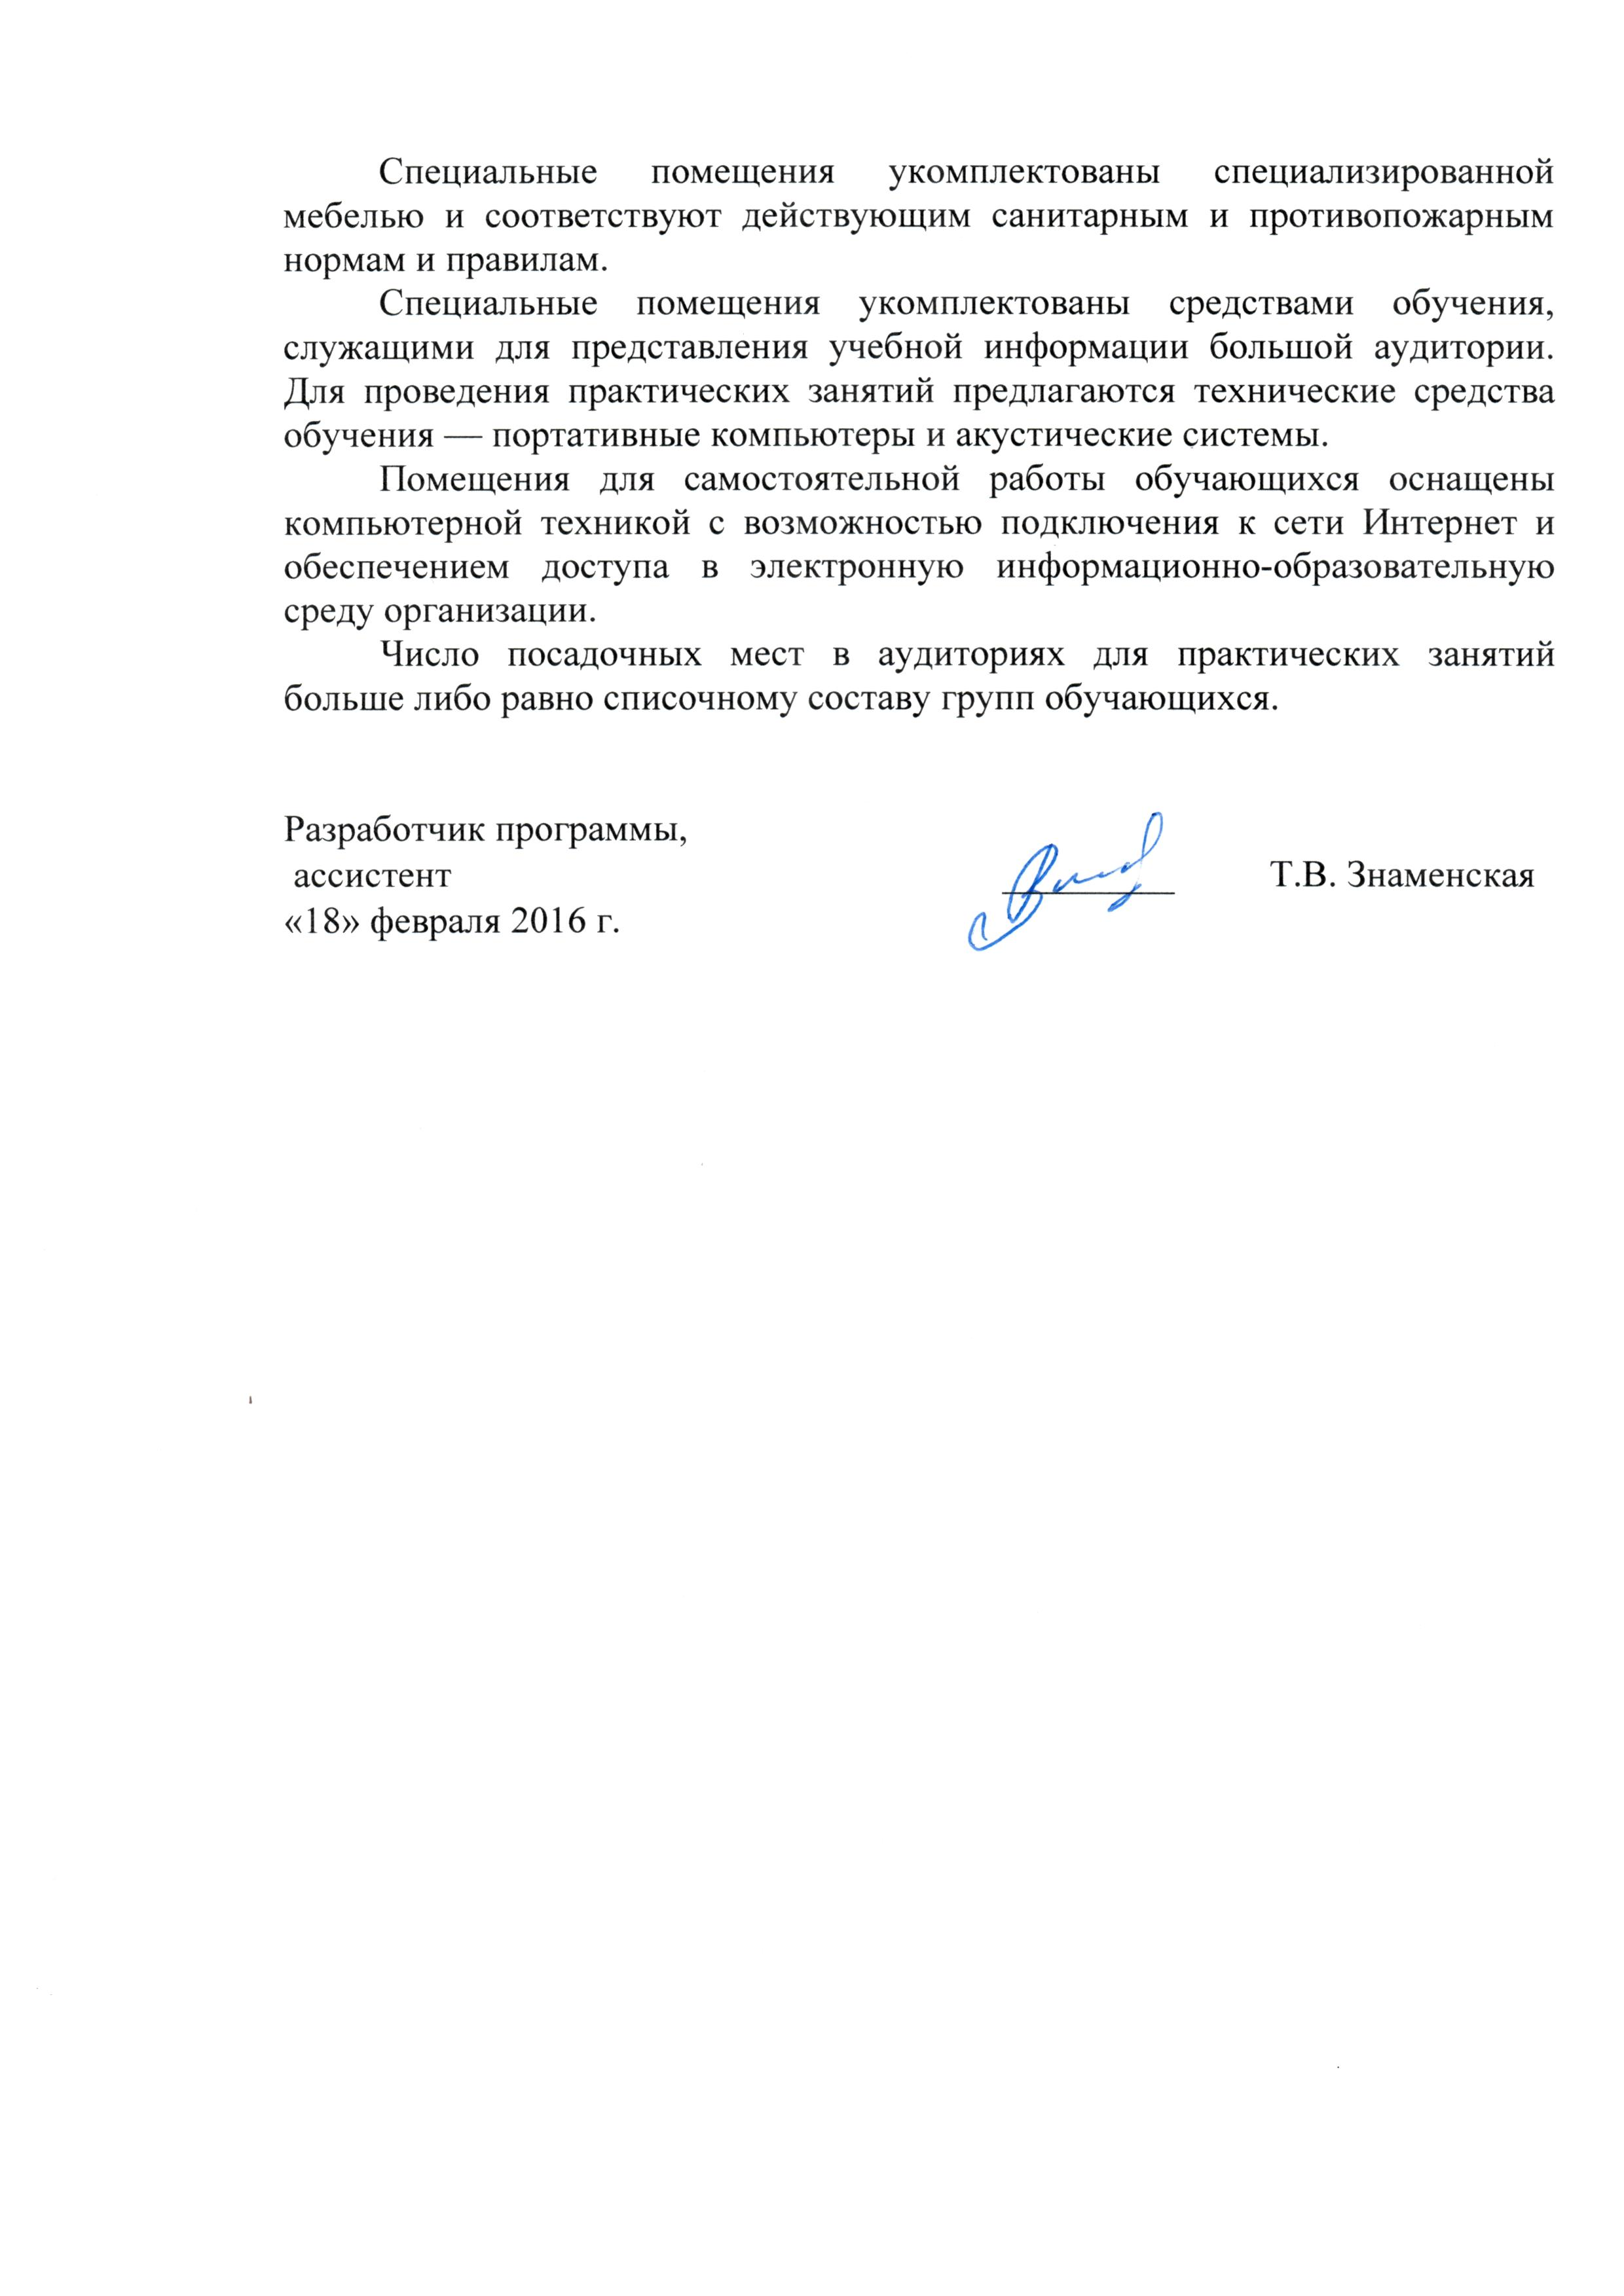 Специальные помещения укомплектованы специализированной
мебелью и соответствуют действующим санитарным и противопожарным
нормам и правилам.
Специальные помещения укомплектованы средствами обучения,
служащими для представления учебной информации большой аудитории.
Для проведения практических занятий предлагаются технические средства
обучения — портативные компьютеры и акустические системы.
Помещения для самостоятельной работы обучающихся оснащены
компьютерной техникой с возможностью подключения к сети Интернет и
обеспечением доступа в электронную информационно-образовательную
среду организации.
Число посадочных мест в аудиториях для практических занятий
больше либо равно списочному составу групп обучающихся.
Разработчик программы,
ассистент Т.В. Знаменская
«18» февраля 2016 г.